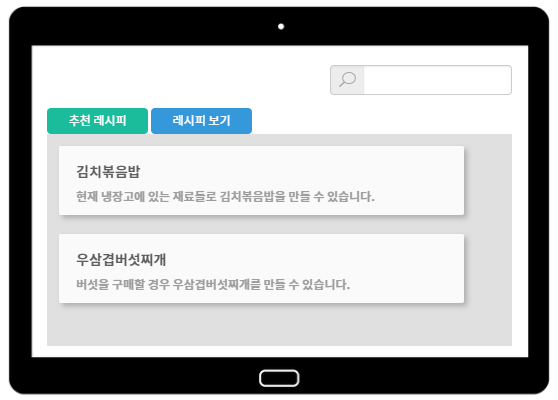 추천 레시피
레시피 보기
김치볶음밥
현재 냉장고에 있는 재료들로 김치볶음밥을 만들 수 있습니다.
우삼겹버섯찌개
버섯을 구매할 경우 우삼겹버섯찌개를 만들 수 있습니다.